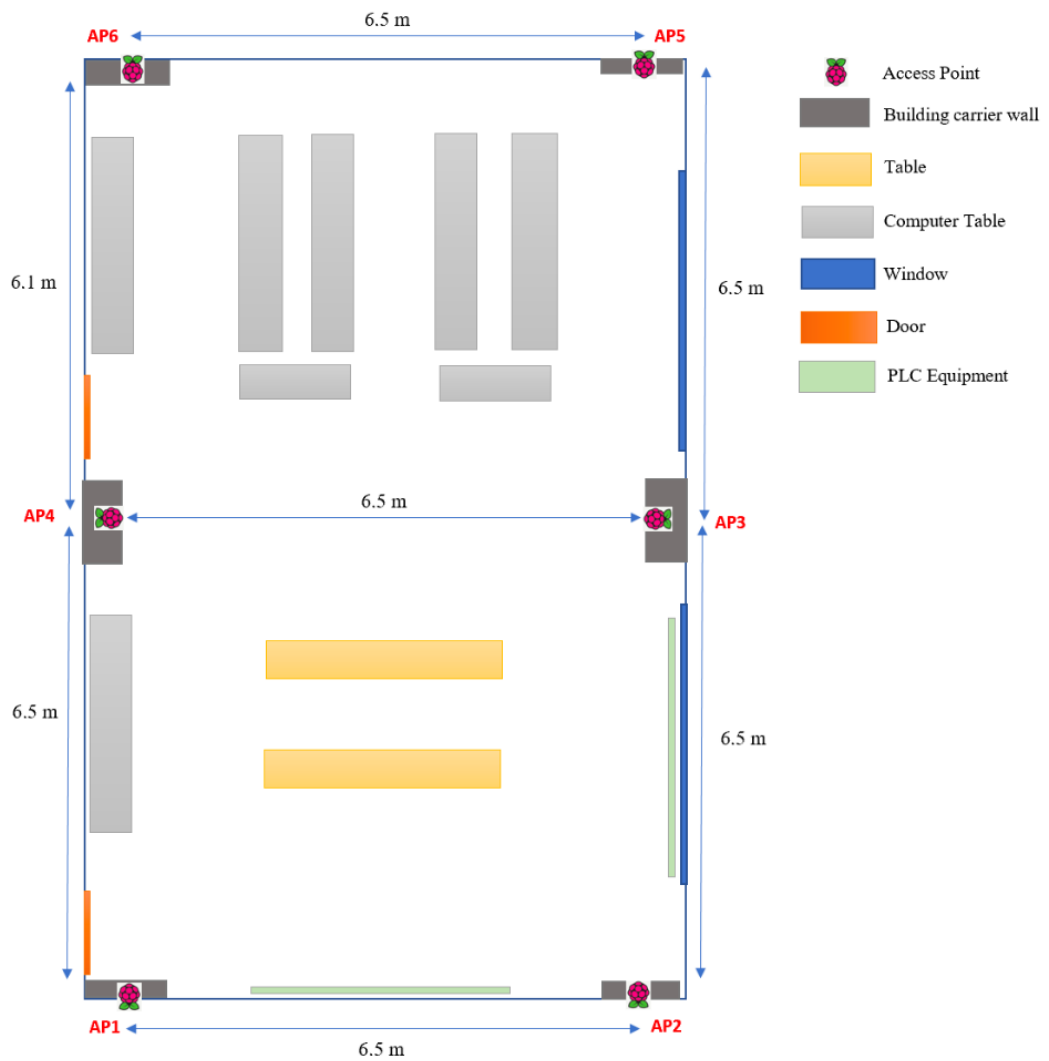 6.5 m
AP6
AP5
Access Point
Building carrier wall
Table
Computer Table
6.1 m
6.5 m
Window
Door
PLC Equipment
6.5 m
AP4
AP3
6.5 m
6.5 m
AP1
AP2
6.5 m